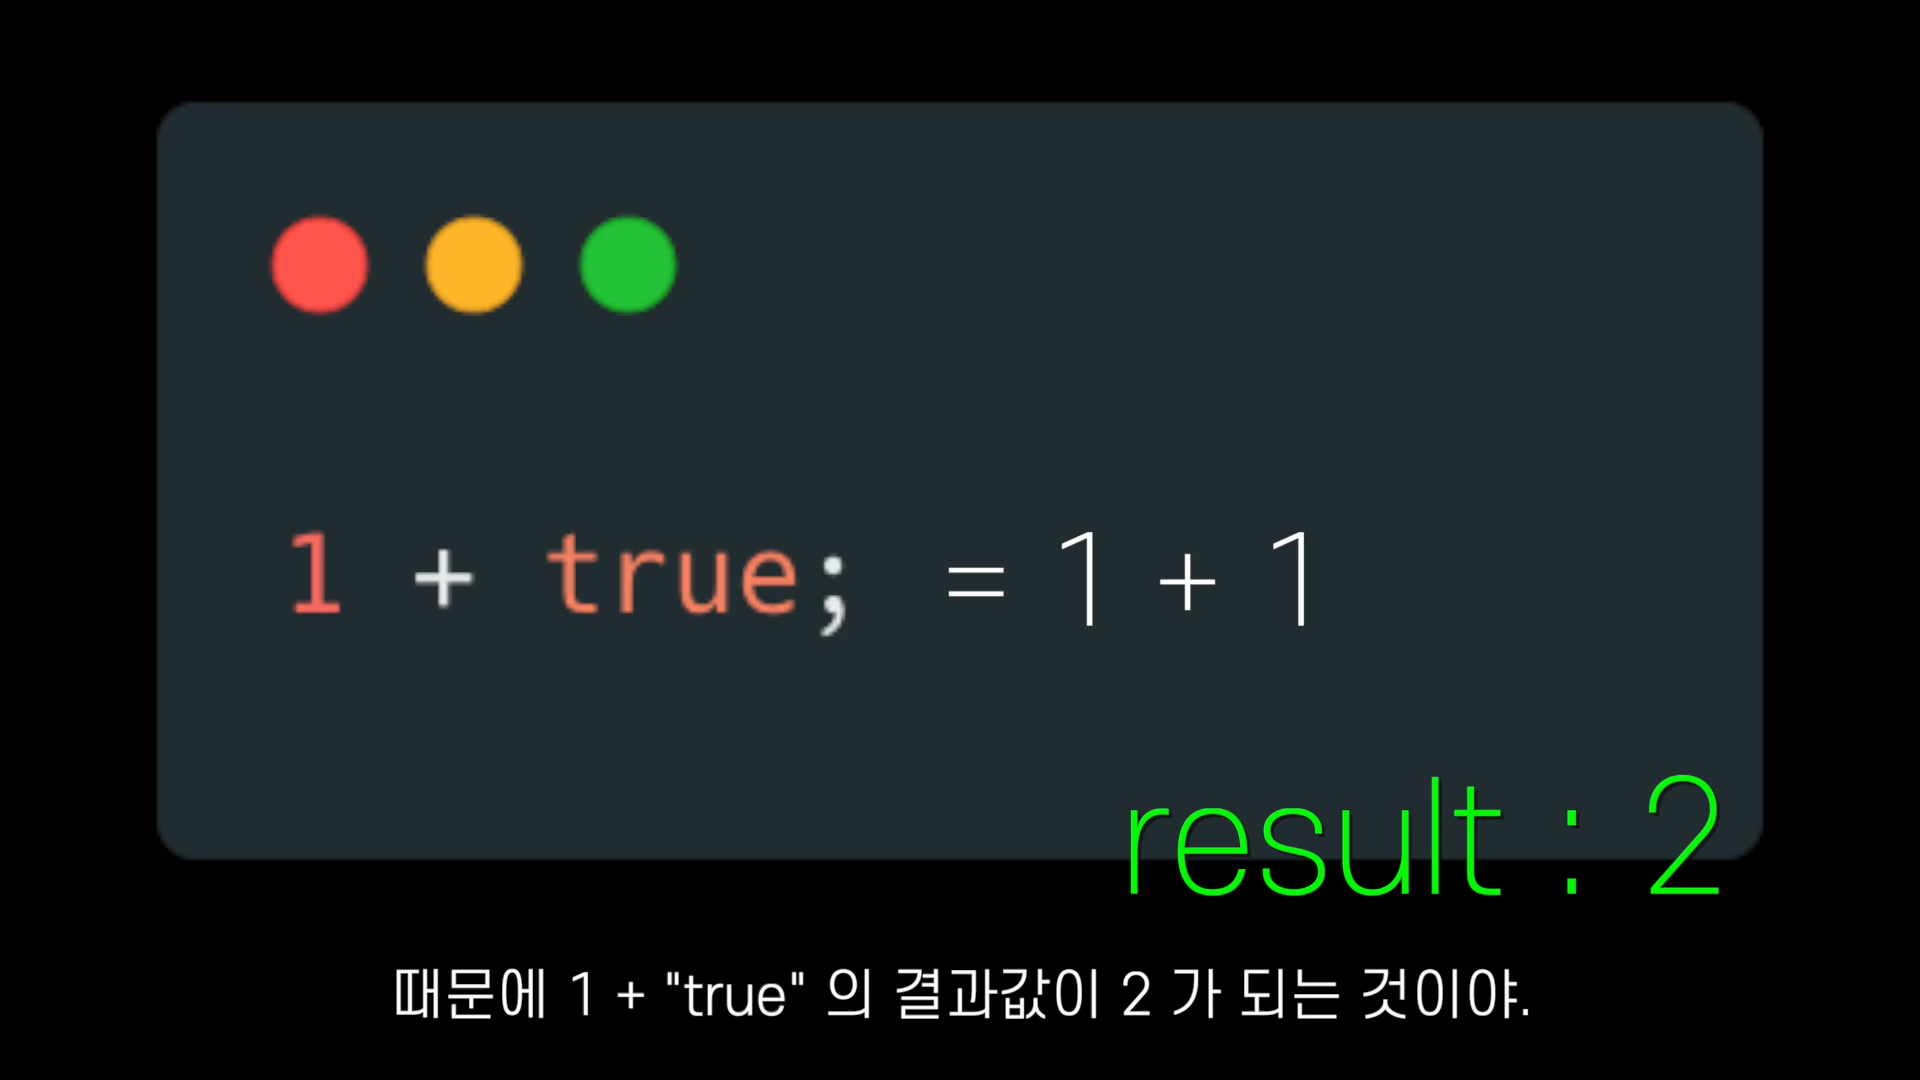 1 + true; = 1 + 1
result : 2
때문에 1 + "true" 의 결과값이 2 가 되는 것이야.